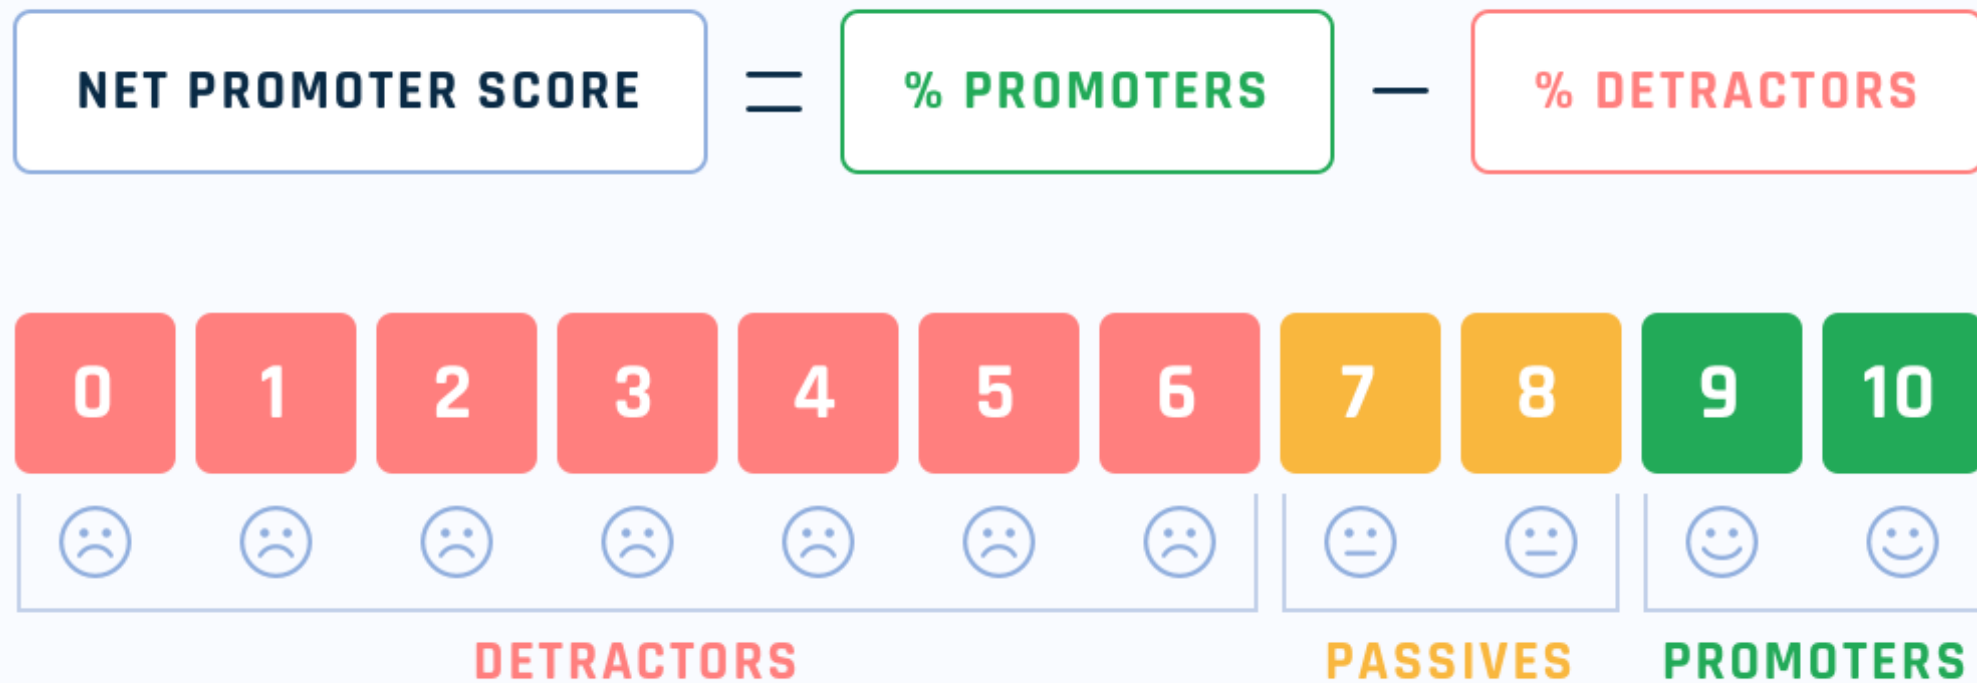 NET PROMOTER SCORE = % PROMOTERS — % DETRACTORS
0 1 2 3 4 5 6 7 8 9 10
DETRACTORS PASSIVES PROMOTERS